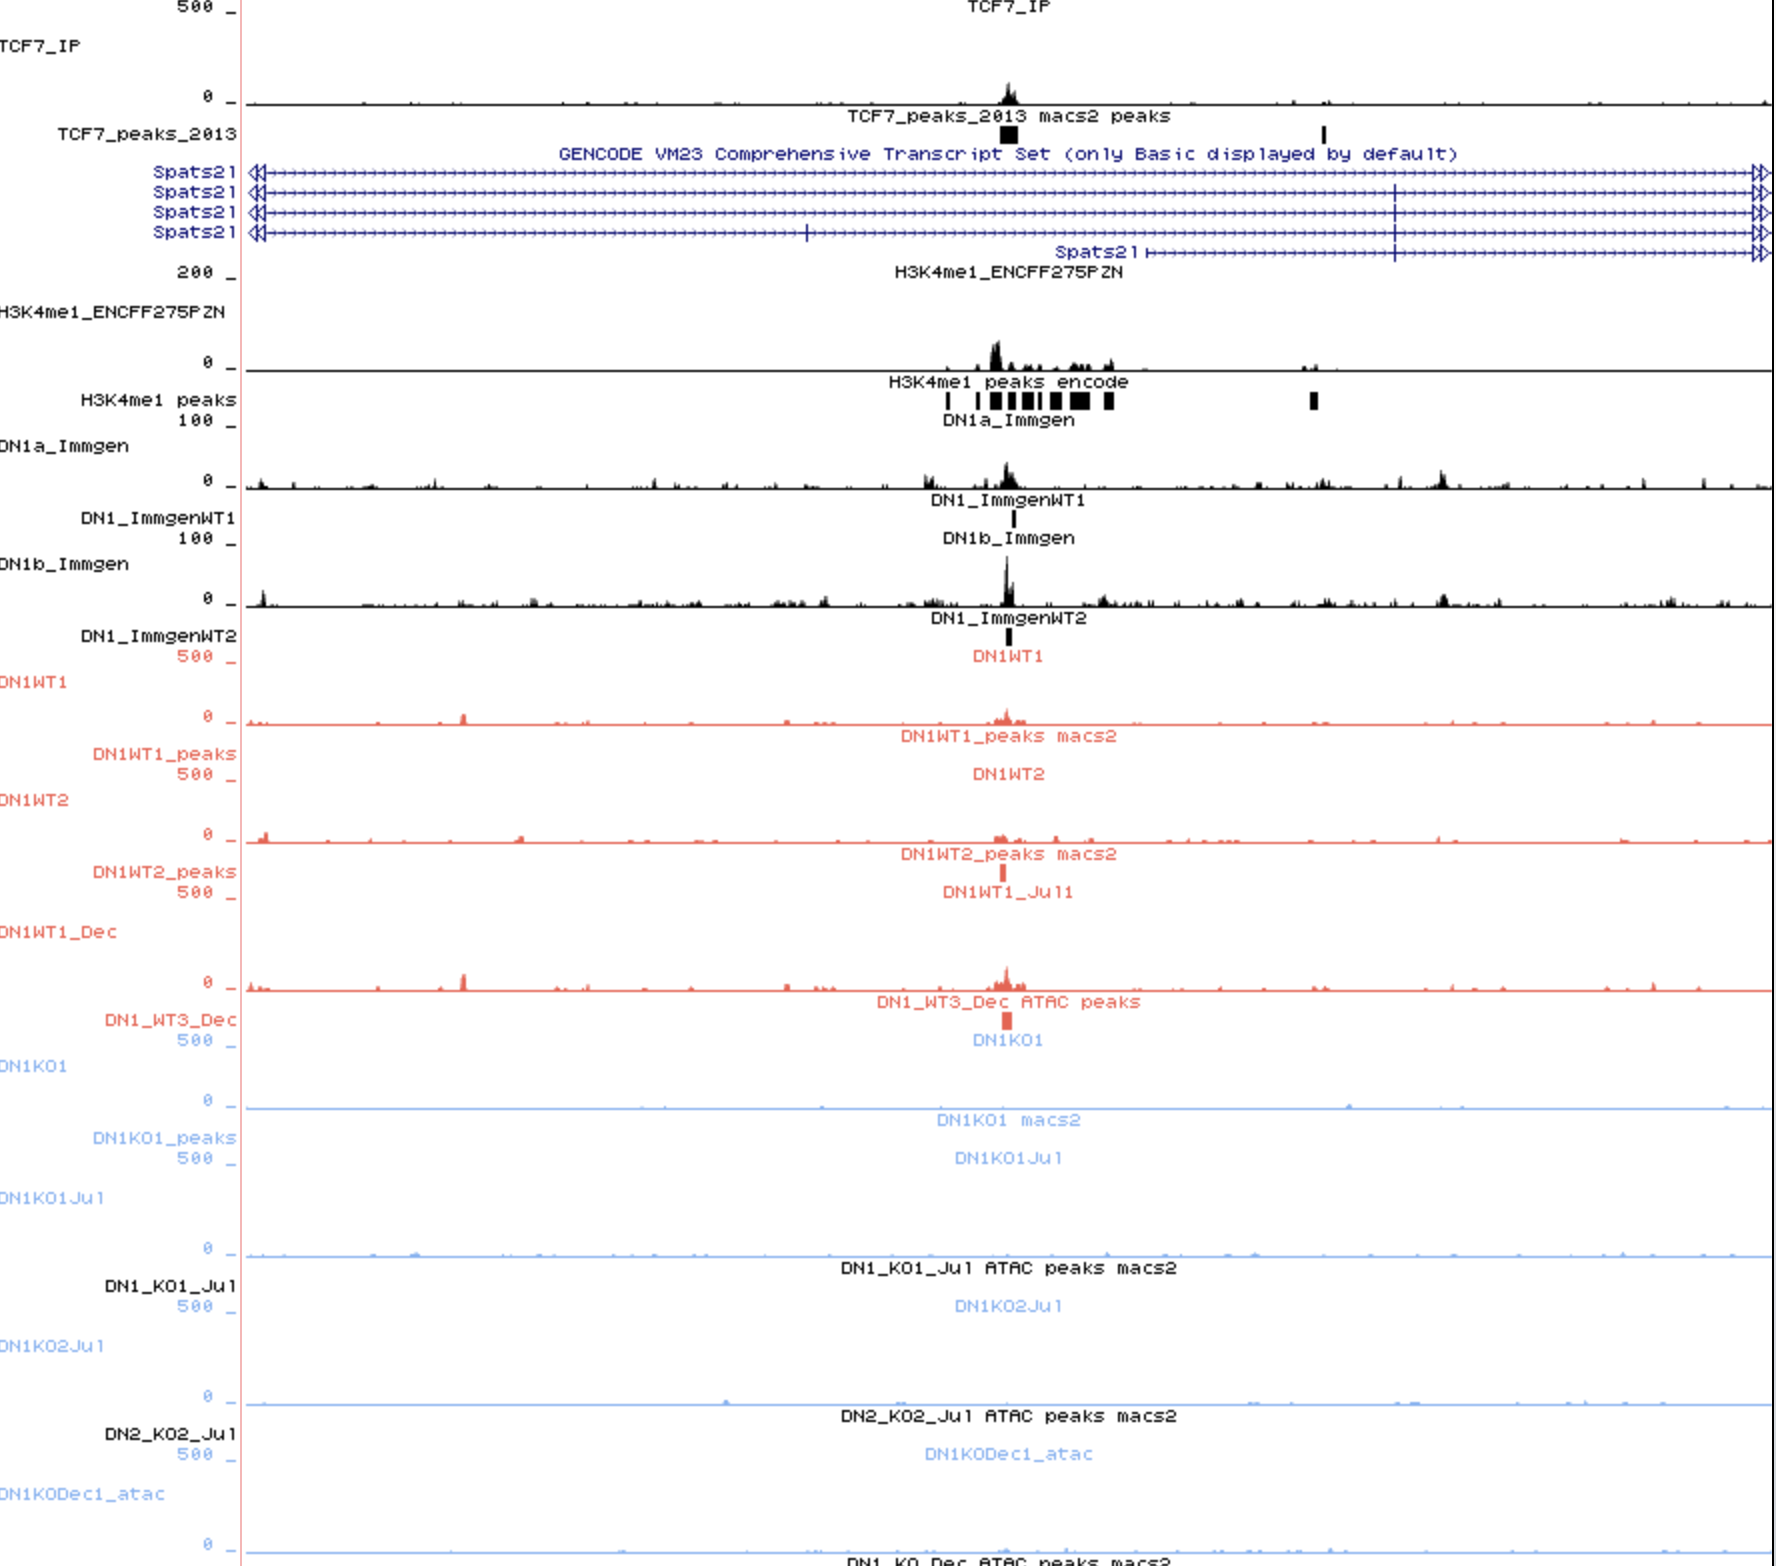 500 _ TCF7_IP
TCF7_IP
0 _
TCF7_peaks_2013 macs2 peaks
TCF7_peaks_2013
GENCODE VM23 Comprehensive Transcript Set (only Basic displayed by default)
Spats2l
Spats2l
Spats2l
Spats2l
Spats2l
200 _ H3K4me1_ENCFF275PZN
H3K4me1_ENCFF275PZN
0 _
H3K4me1 peaks encode
H3K4me1 peaks
100 _ DN1a_Immgen
DN1a_Immgen
0 _
DN1_ImmgenWT1
DN1_ImmgenWT1
100 _ DN1b_Immgen
DN1b_Immgen
0 _
DN1_ImmgenWT2
DN1_ImmgenWT2
500 _ DN1WT1
DN1WT1
0 _
DN1WT1_peaks macs2
DN1WT1_peaks
500 _ DN1WT2
DN1WT2
0 _
DN1WT2_peaks macs2
DN1WT2_peaks
500 _ DN1WT1_Jul1
DN1WT1_Dec
0 _
DN1_WT3_Dec ATAC peaks
DN1_WT3_Dec
500 _ DN1KO1
DN1KO1
0 _
DN1KO1 macs2
DN1KO1_peaks
500 _ DN1KO1Jul
DN1KO1Jul
0 _
DN1_KO1_Jul ATAC peaks macs2
DN1_KO1_Jul
500 _ DN1KO2Jul
DN1KO2Jul
0 _
DN2_KO2_Jul ATAC peaks macs2
DN2_KO2_Jul
500 _ DN1KODec1_atac
DN1KODec1_atac
0 _
DN1_KO_Dec ATAC peaks macs2